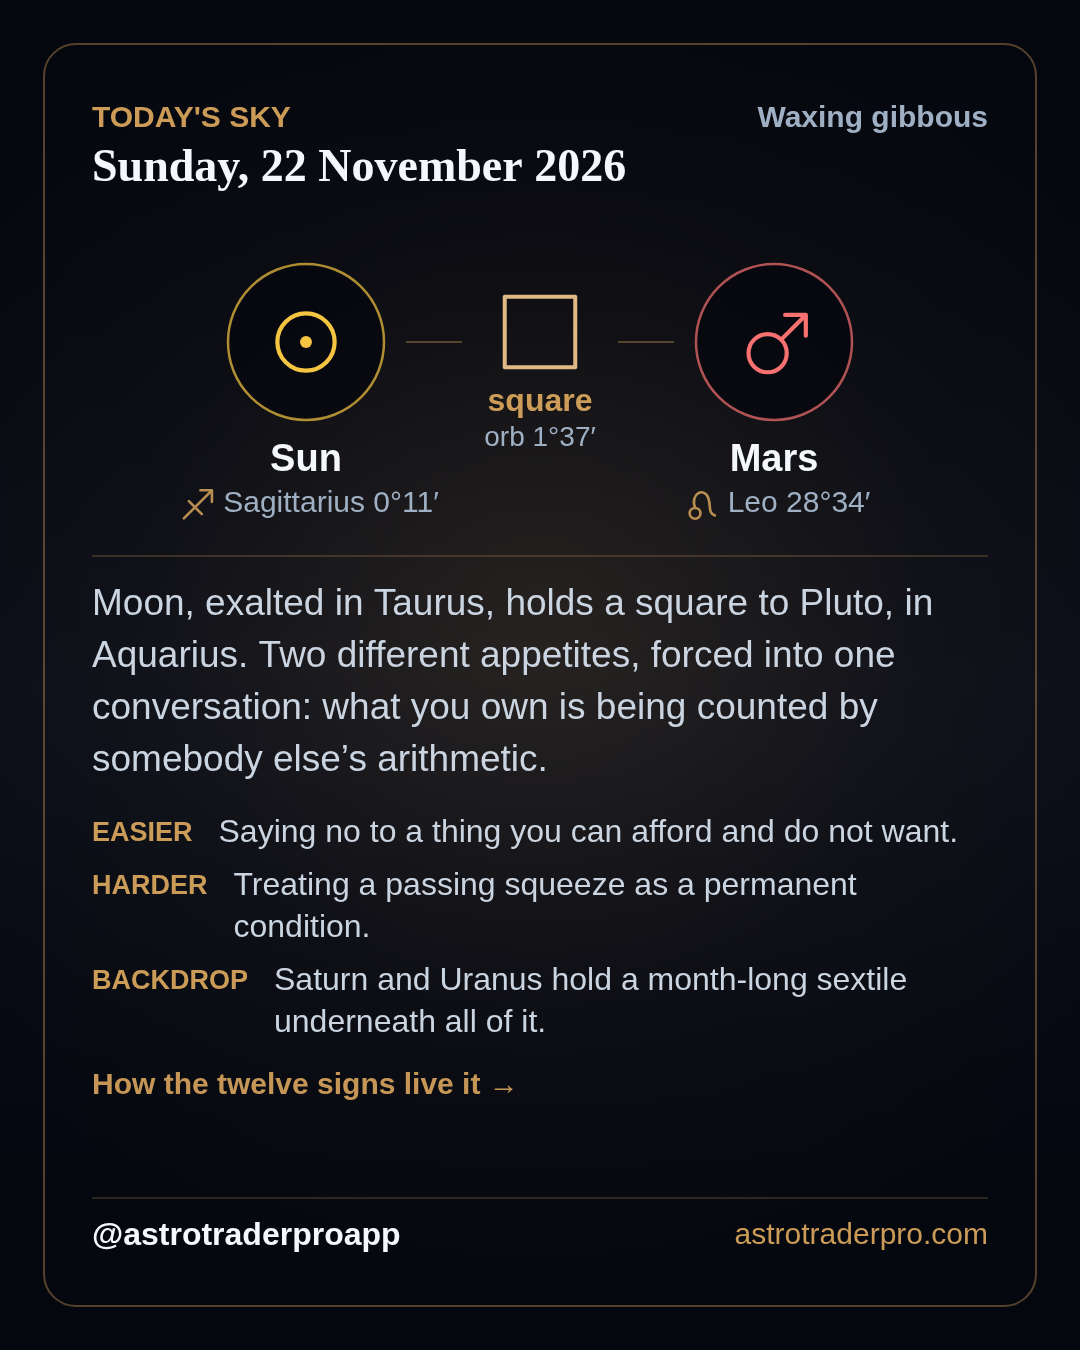 TODAY'S SKY
Waxing gibbous
Sunday, 22 November 2026
square
orb 1°37′
Sun
Mars
Sagittarius 0°11′
Leo 28°34′
Moon, exalted in Taurus, holds a square to Pluto, in
Aquarius. Two different appetites, forced into one
conversation: what you own is being counted by
somebody else’s arithmetic.
EASIER Saying no to a thing you can afford and do not want.
HARDER Treating a passing squeeze as a permanent
condition.
BACKDROP Saturn and Uranus hold a month-long sextile
underneath all of it.
How the twelve signs live it →
@astrotraderproapp
astrotraderpro.com